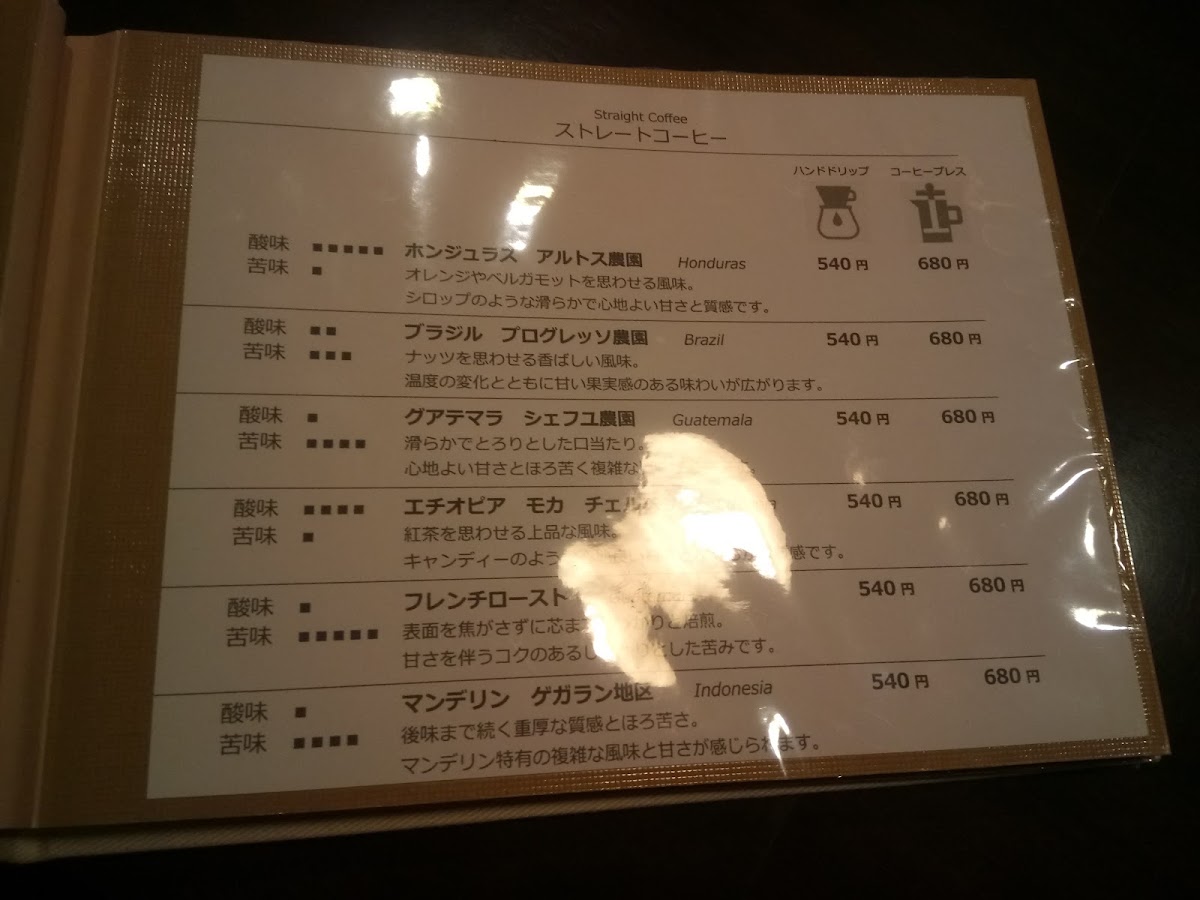 Straight Coffee
ストレートコーヒー
ハンドドリップ コーヒープレス
酸味 ■■■■■ ホンジュラス アルトス農園 Honduras 540円 680円
苦味 ■ オレンジやベルガモットを思わせる風味。
シロップのような滑らかで心地よい甘さと質感です。
酸味 ■■ ブラジル プログレッソ農園 Brazil 540円 680円
苦味 ■■■ ナッツを思わせる香ばしい風味。
温度の変化とともに甘い果実感のある味わいが広がります。
酸味 ■ グアテマラ シェフユ農園 Guatemala 540円 680円
苦味 ■■■■ 滑らかでとろりとした口当たり。
心地よい甘さとほろ苦く複雑な
酸味 ■■■■ エチオピア モカ 540円 680円
苦味 ■ 紅茶を思わせる上品な風味。
キャンディーのよう 感です。
酸味 ■ フレンチロースト 540円 680円
苦味 ■■■■■ 表面を焦がさずに芯ま りと焙煎。
甘さを伴うコクのあるし とした苦みです。
酸味 ■ マンデリン ゲガラン地区 Indonesia 540円 680円
苦味 ■■■■ 後味まで続く重厚な質感とほろ苦さ。
マンデリン特有の複雑な風味と甘さが感じられます。